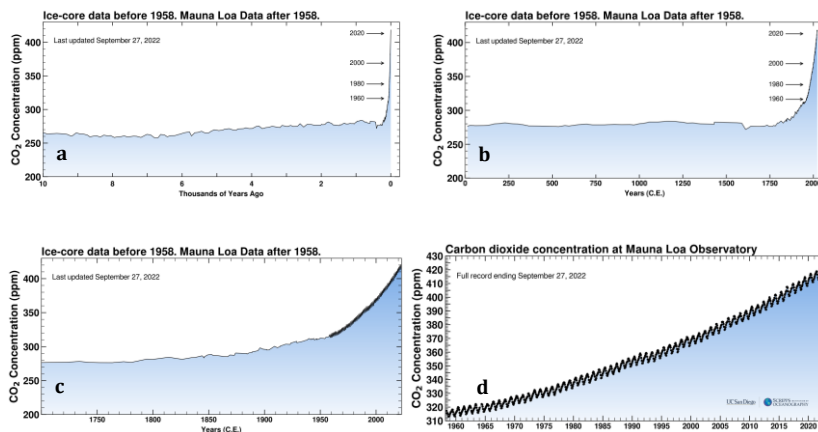 Ice-core data before 1958. Mauna Loa Data after 1958.
Last updated September 27, 2022
CO2 Concentration (ppm)
400
350
300
250
200
2020
2000
1980
1960
a
10 8 6 4 2 0
Thousands of Years Ago
Ice-core data before 1958. Mauna Loa Data after 1958.
Last updated September 27, 2022
CO2 Concentration (ppm)
400
350
300
250
200
2020
2000
1980
1960
b
0 250 500 750 1000 1250 1500 1750 2000
Years (C.E.)
Ice-core data before 1958. Mauna Loa Data after 1958.
Last updated September 27, 2022
CO2 Concentration (ppm)
400
350
300
250
200
c
1750 1800 1850 1900 1950 2000
Years (C.E.)
Carbon dioxide concentration at Mauna Loa Observatory
Full record ending September 27, 2022
CO2 Concentration (ppm)
430
420
410
400
390
380
370
360
350
340
330
320
310
d
UC San Diego
SCRIPPS
OCEANOGRAPHY
1960 1965 1970 1975 1980 1985 1990 1995 2000 2005 2010 2015 2020